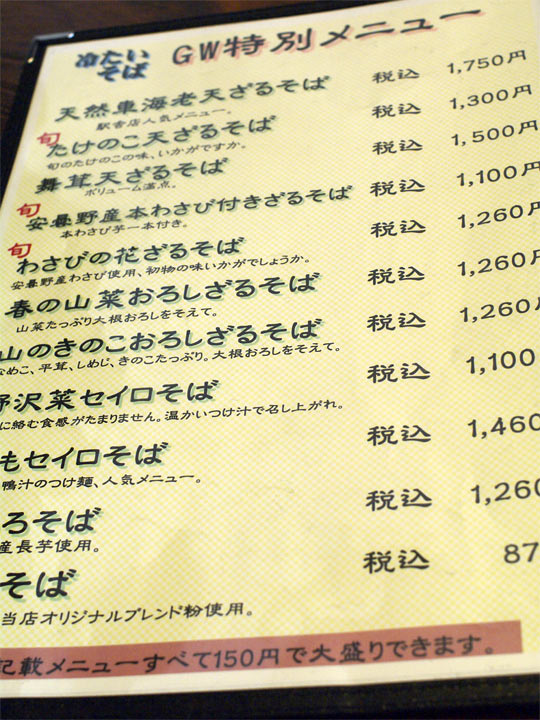 冷たいそば
GW特別メニュー
天然車海老天ざるそば 税込 1,750円
駅舎店人気メニュー。
旬 たけのこ天ざるそば 税込 1,300円
旬のたけのこの味、いかがですか。
舞茸天ざるそば 税込 1,500円
ボリューム満点。
旬 安曇野産本わさび付きざるそば 税込 1,100円
本わさび芋一本付き。
旬 わさびの花ざるそば 税込 1,260円
安曇野産わさび使用、初物の味いかがでしょうか。
春の山菜おろしざるそば 税込 1,260円
山菜たっぷり大根おろしをそえて。
山のきのこおろしざるそば 税込 1,260円
なめこ、平茸、しめじ、きのこたっぷり。大根おろしをそえて。
野沢菜セイロそば 税込 1,100
に絡む食感がたまりません。温かいつけ汁で召し上がれ。
もセイロそば 税込 1,460
鴨汁のつけ麺、人気メニュー。
ろそば 税込 1,260
産長芋使用。
そば 税込 87
当店オリジナルブレンド粉使用。
記載メニューすべて150円で大盛りできます。